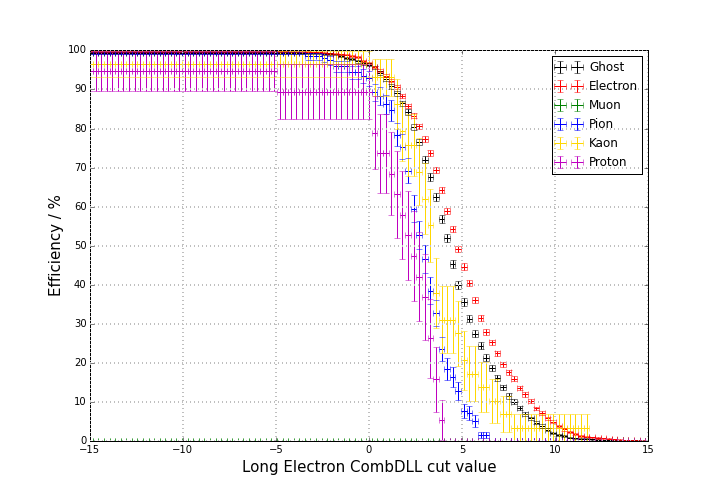 100
90
80
70
60
50
40
30
20
10
0
Efficiency / %
Ghost
Electron
Muon
Pion
Kaon
Proton
−15 −10 −5 0 5 10 15
Long Electron CombDLL cut value